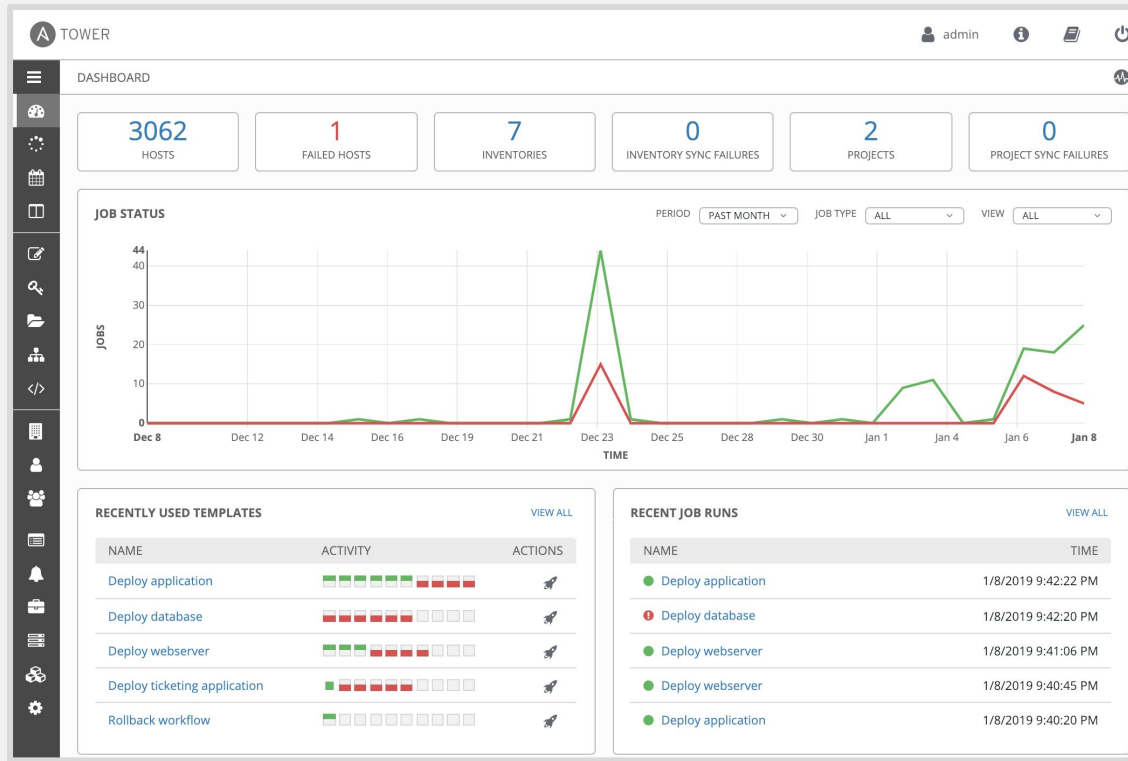 A TOWER
admin
DASHBOARD
3062 1 7 0 2 0
HOSTS FAILED HOSTS INVENTORIES INVENTORY SYNC FAILURES PROJECTS PROJECT SYNC FAILURES
JOB STATUS PERIOD PAST MONTH JOB TYPE ALL VIEW ALL
44
40
30
20
10
0
JOBS
Dec 8 Dec 12 Dec 14 Dec 16 Dec 19 Dec 21 Dec 23 Dec 25 Dec 28 Dec 30 Jan 1 Jan 4 Jan 6 Jan 8
TIME
RECENTLY USED TEMPLATES VIEW ALL
NAME ACTIVITY ACTIONS
Deploy application
Deploy database
Deploy webserver
Deploy ticketing application
Rollback workflow
RECENT JOB RUNS VIEW ALL
NAME TIME
Deploy application 1/8/2019 9:42:22 PM
Deploy database 1/8/2019 9:42:20 PM
Deploy webserver 1/8/2019 9:41:06 PM
Deploy webserver 1/8/2019 9:40:45 PM
Deploy application 1/8/2019 9:40:20 PM